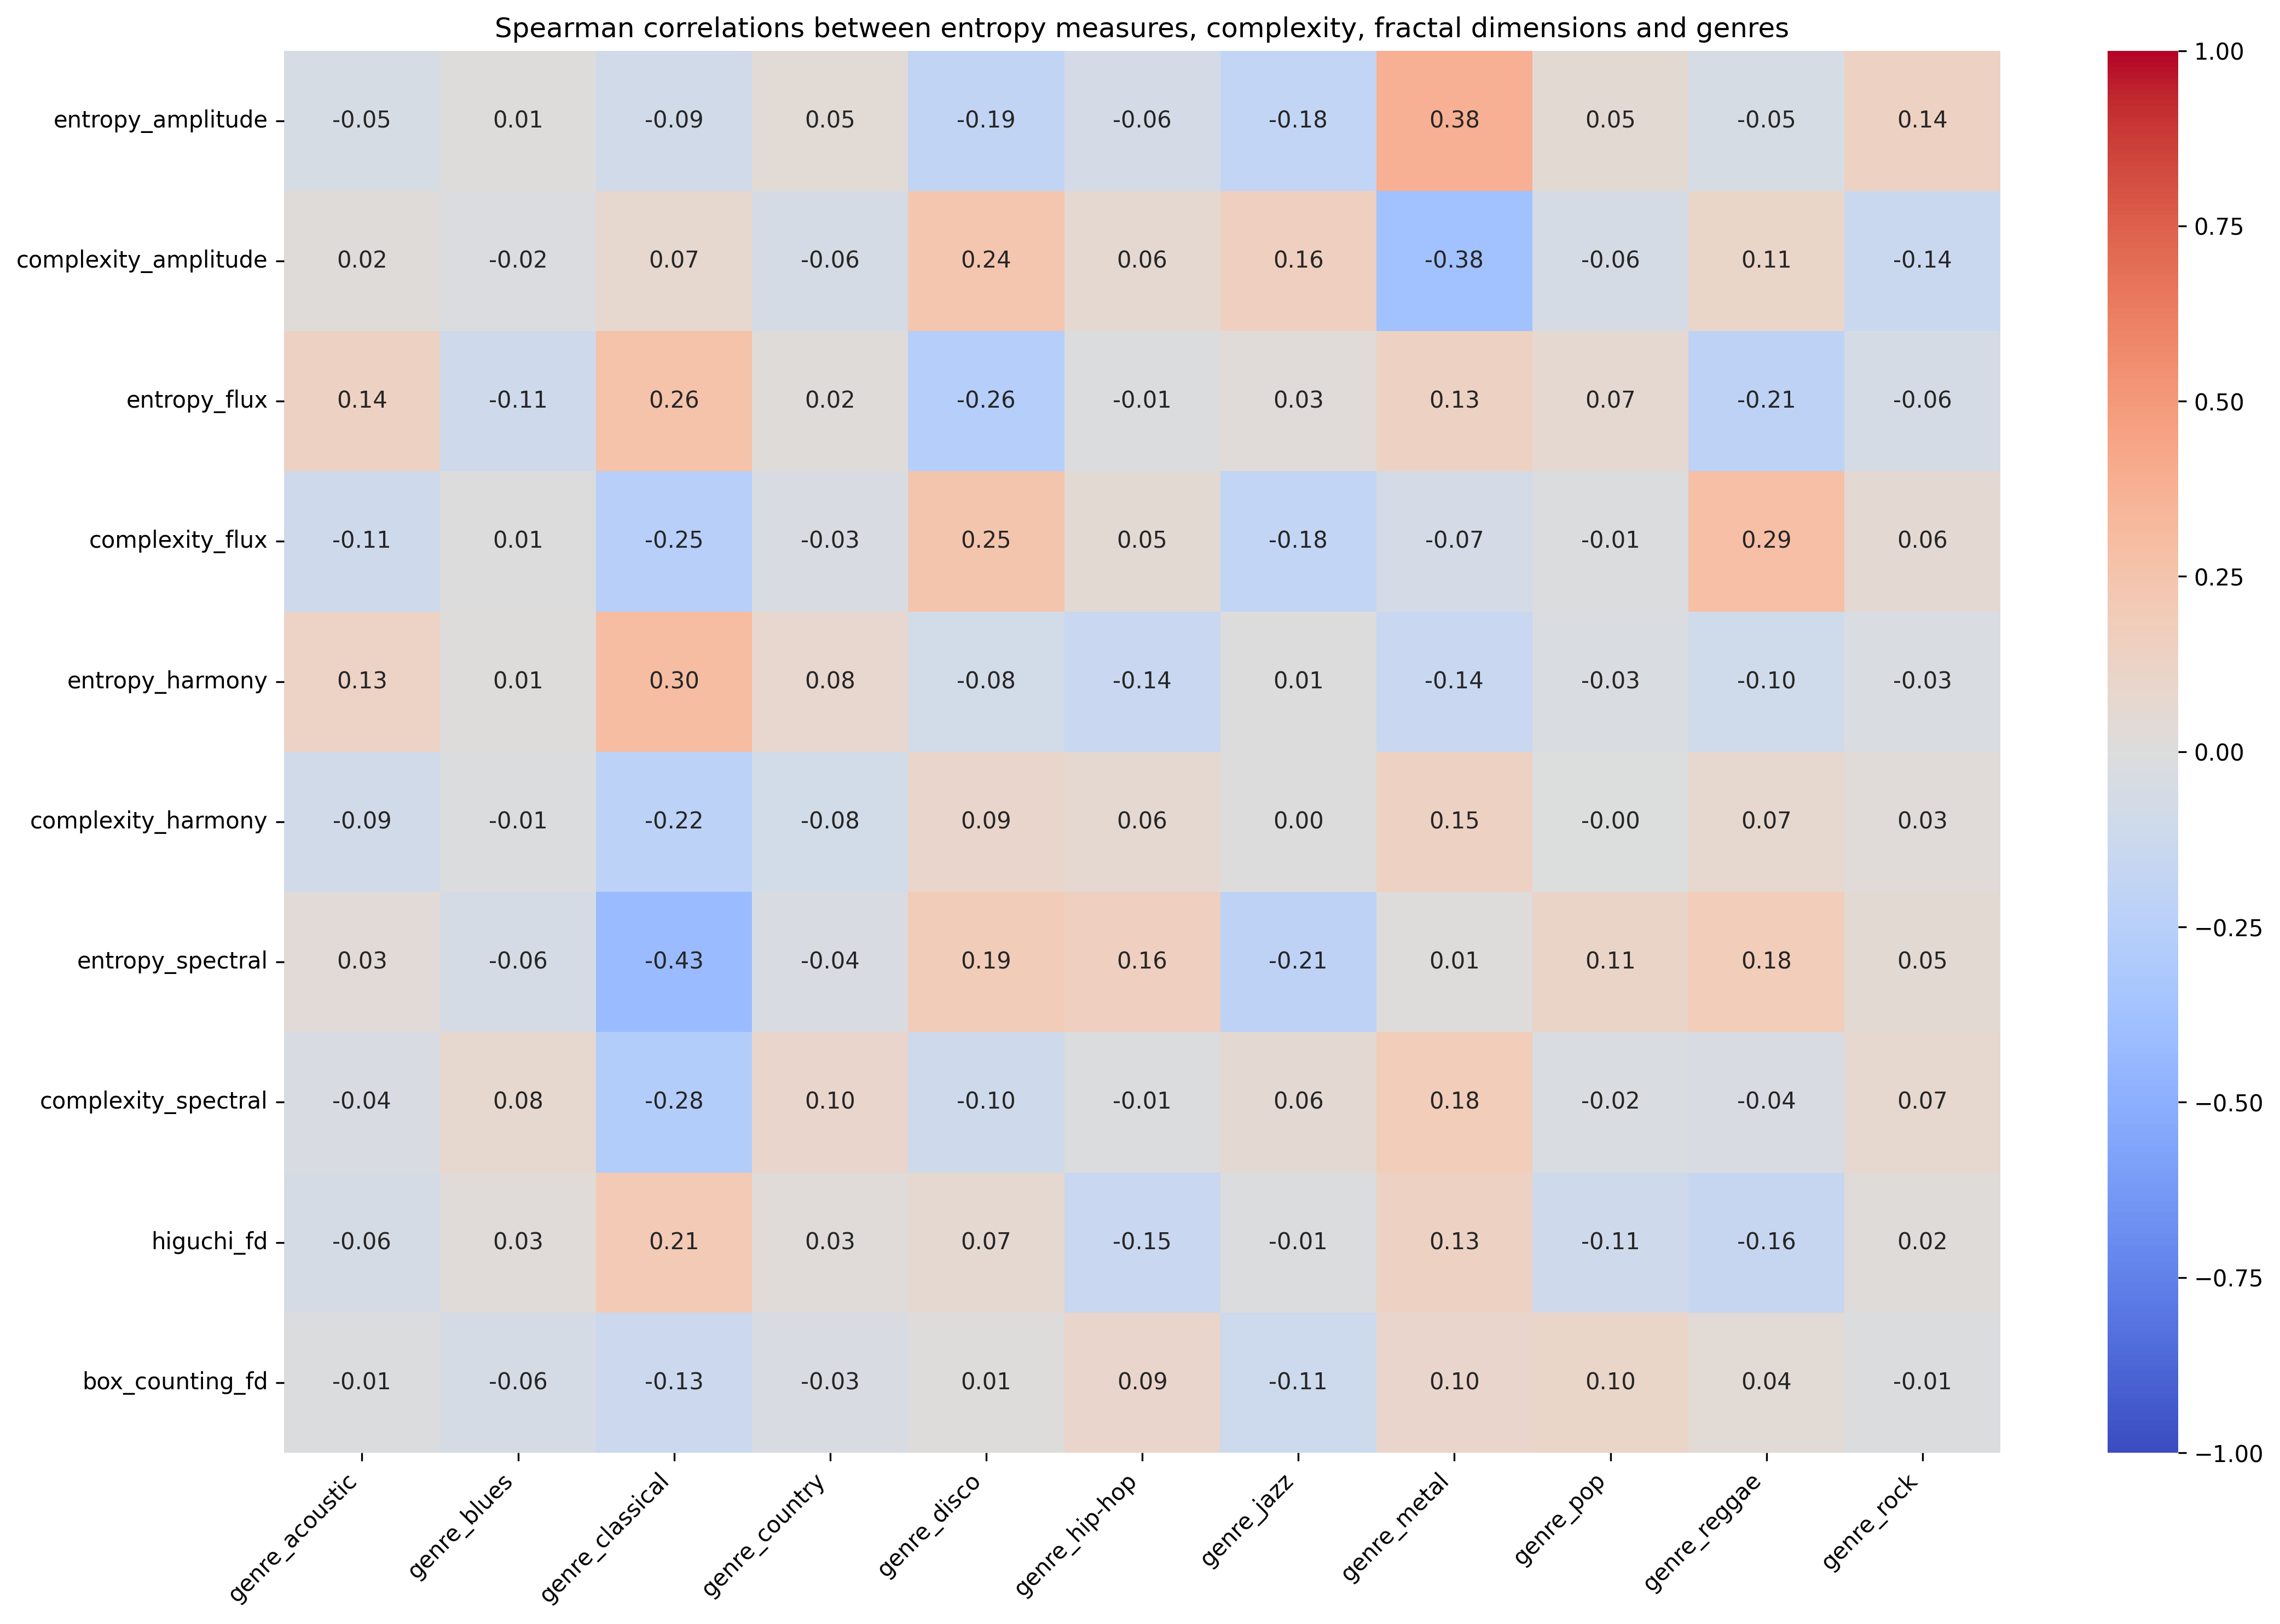 Spearman correlations between entropy measures, complexity, fractal dimensions and genres
entropy_amplitude -0.05 0.01 -0.09 0.05 -0.19 -0.06 -0.18 0.38 0.05 -0.05 0.14
complexity_amplitude 0.02 -0.02 0.07 -0.06 0.24 0.06 0.16 -0.38 -0.06 0.11 -0.14
entropy_flux 0.14 -0.11 0.26 0.02 -0.26 -0.01 0.03 0.13 0.07 -0.21 -0.06
complexity_flux -0.11 0.01 -0.25 -0.03 0.25 0.05 -0.18 -0.07 -0.01 0.29 0.06
entropy_harmony 0.13 0.01 0.30 0.08 -0.08 -0.14 0.01 -0.14 -0.03 -0.10 -0.03
complexity_harmony -0.09 -0.01 -0.22 -0.08 0.09 0.06 0.00 0.15 -0.00 0.07 0.03
entropy_spectral 0.03 -0.06 -0.43 -0.04 0.19 0.16 -0.21 0.01 0.11 0.18 0.05
complexity_spectral -0.04 0.08 -0.28 0.10 -0.10 -0.01 0.06 0.18 -0.02 -0.04 0.07
higuchi_fd -0.06 0.03 0.21 0.03 0.07 -0.15 -0.01 0.13 -0.11 -0.16 0.02
box_counting_fd -0.01 -0.06 -0.13 -0.03 0.01 0.09 -0.11 0.10 0.10 0.04 -0.01
genre_acoustic genre_blues genre_classical genre_country genre_disco genre_hip-hop genre_jazz genre_metal genre_pop genre_reggae genre_rock
1.00
0.75
0.50
0.25
0.00
−0.25
−0.50
−0.75
−1.00